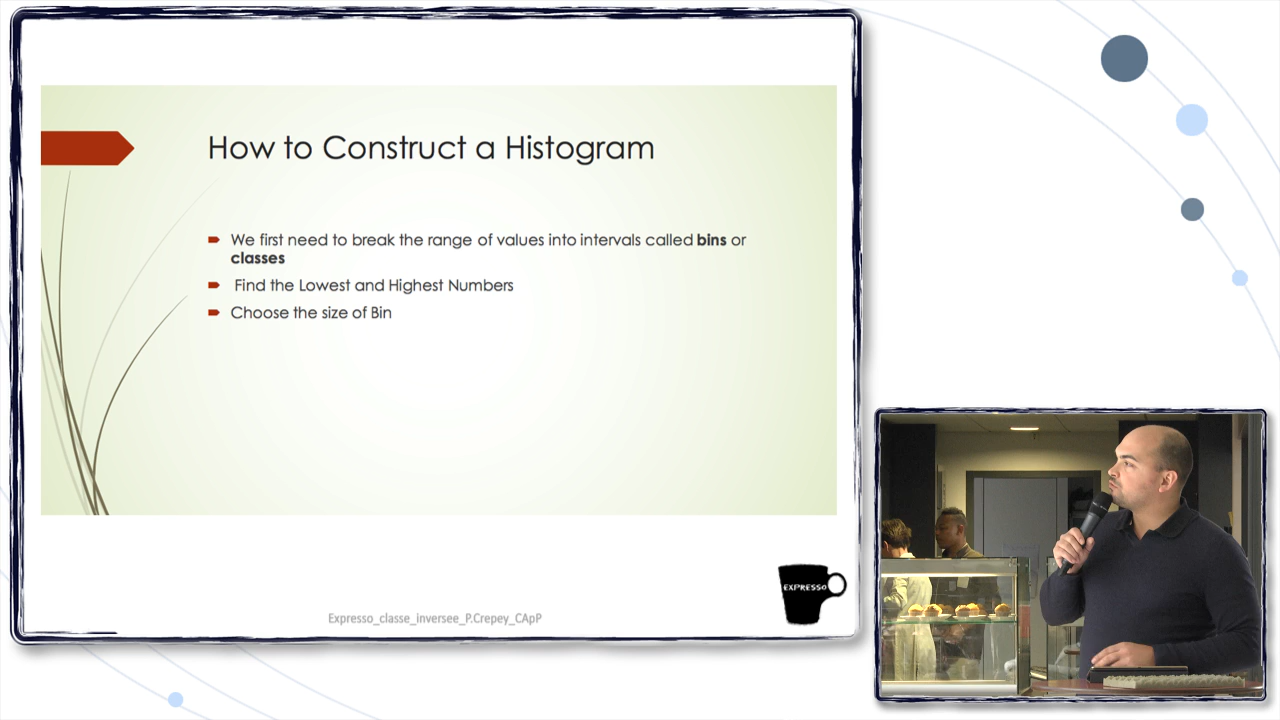 How to Construct a Histogram
We first need to break the range of values into intervals called bins or
classes
Find the Lowest and Highest Numbers
Choose the size of Bin
EXPRESSO
Expresso_classe_inversee_P.Crepey_CApP